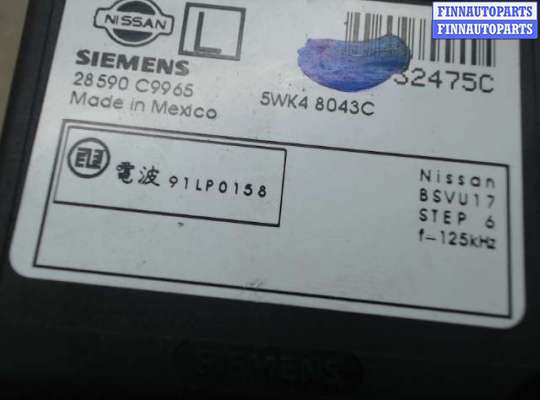 FINNAUTOPARTS
FINNAUTOPARTS
NISSAN
L
SIEMENS
28590 C9965
Made in Mexico
32475C
5WK4 8043C
電波 91LP0158
Nissan
BSVU17
STEP 6
f-125kHz
SIEMENS